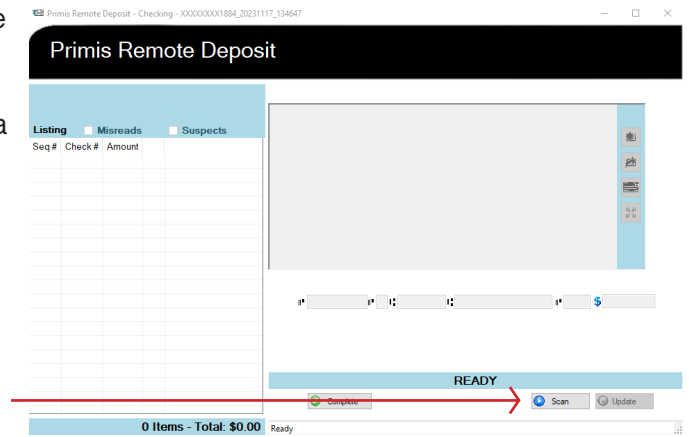 e
Primis Remote Deposit - Checking - XXXXXXXX1884_20231117_134647
Primis Remote Deposit
a
Listing Misreads Suspects
Seq # Check # Amount
$
READY
Complete Scan Update
0 Items - Total: $0.00 Ready